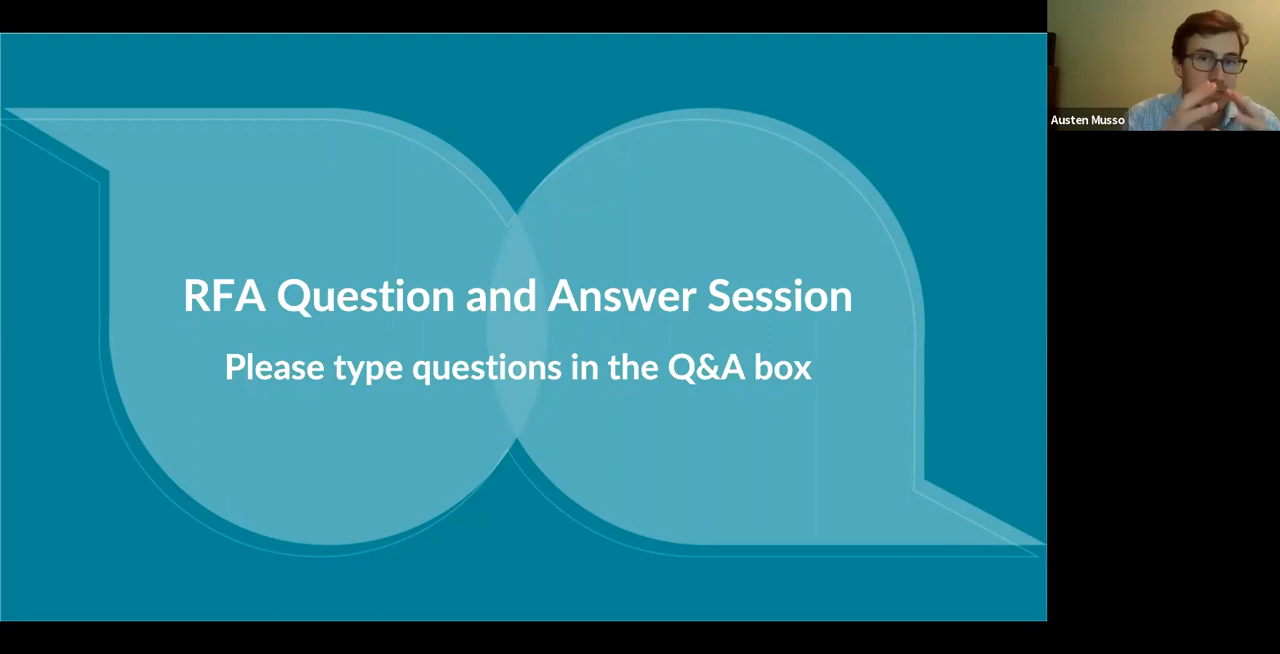 RFA Question and Answer Session
Please type questions in the Q&A box
Austen Musso